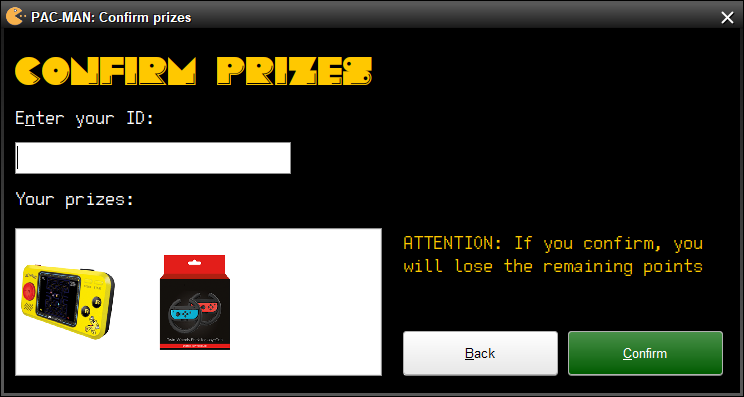 PAC-MAN: Confirm prizes
CONFIRM PRIZES
Enter your ID:
Your prizes:
ATTENTION: If you confirm, you
will lose the remaining points
Back
Confirm